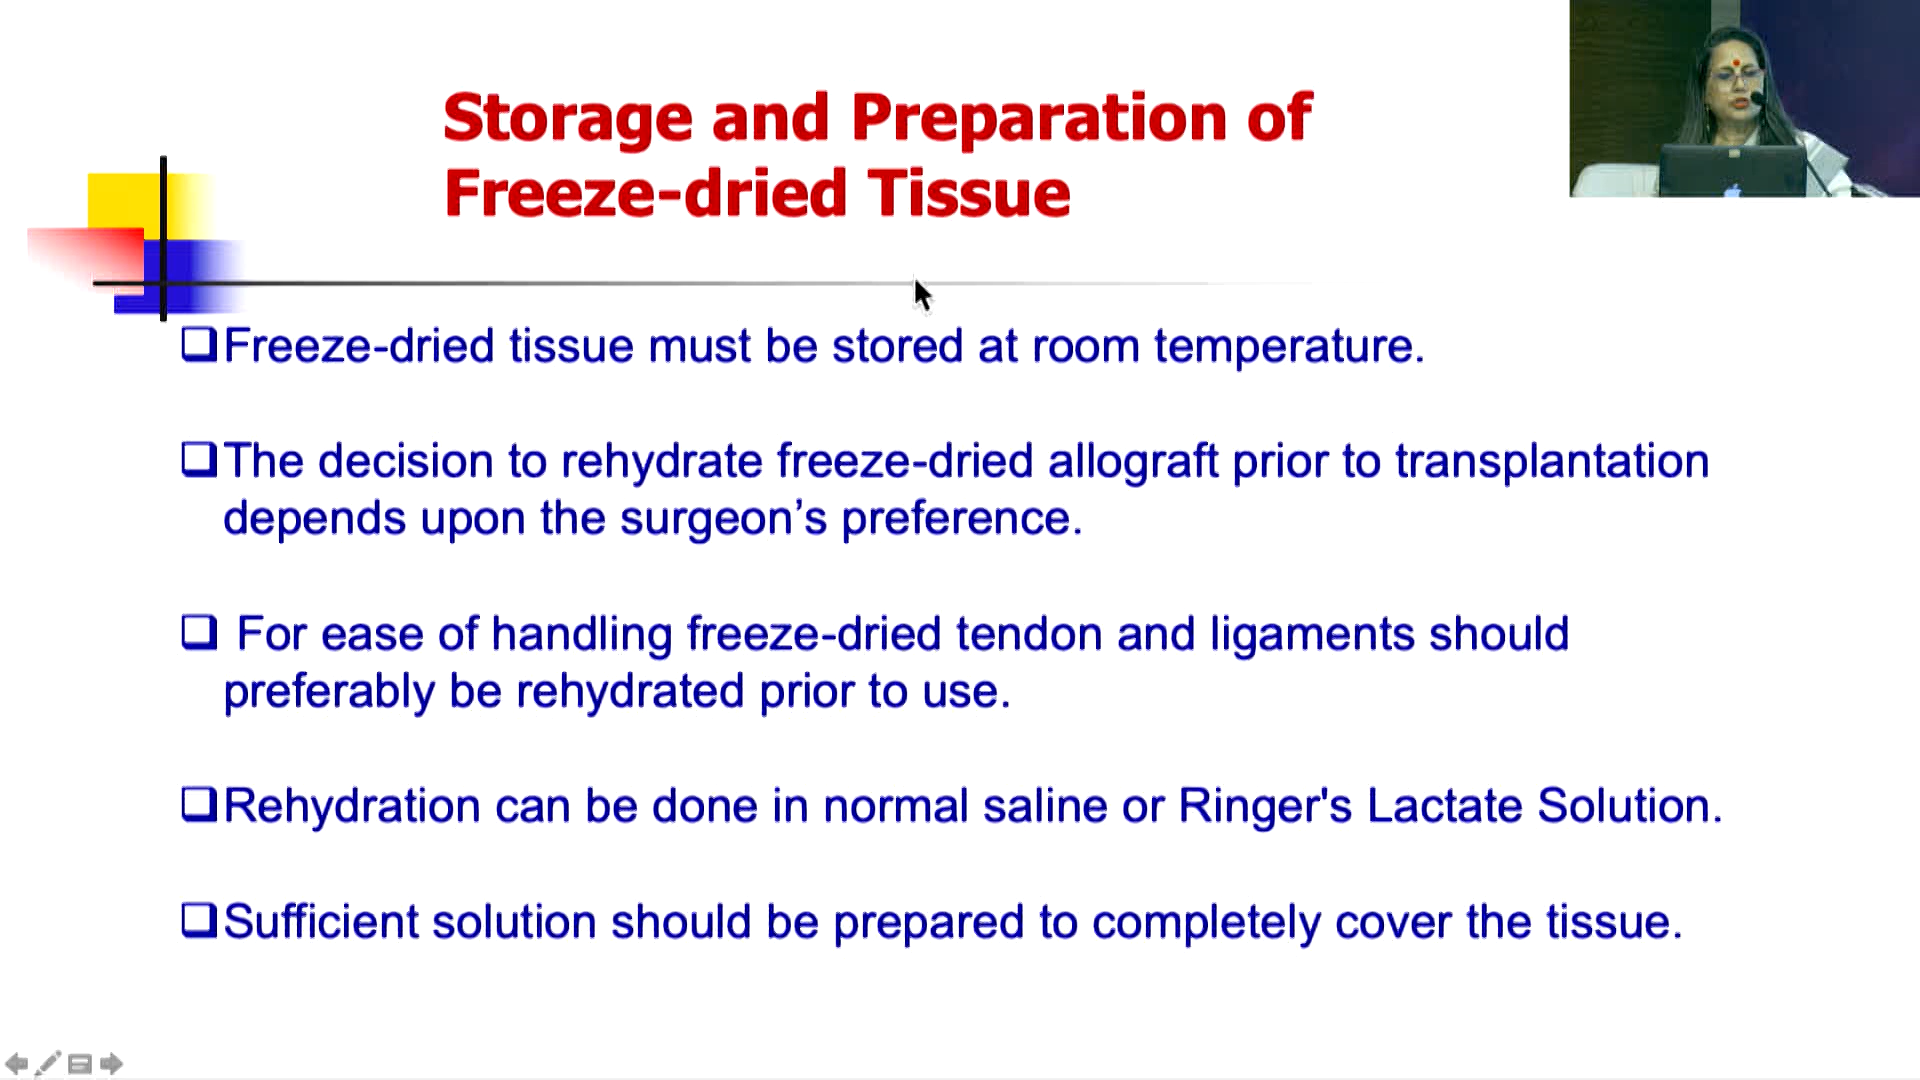 Storage and Preparation of
Freeze-dried Tissue
Freeze-dried tissue must be stored at room temperature.
The decision to rehydrate freeze-dried allograft prior to transplantation
depends upon the surgeon’s preference.
For ease of handling freeze-dried tendon and ligaments should
preferably be rehydrated prior to use.
Rehydration can be done in normal saline or Ringer's Lactate Solution.
Sufficient solution should be prepared to completely cover the tissue.